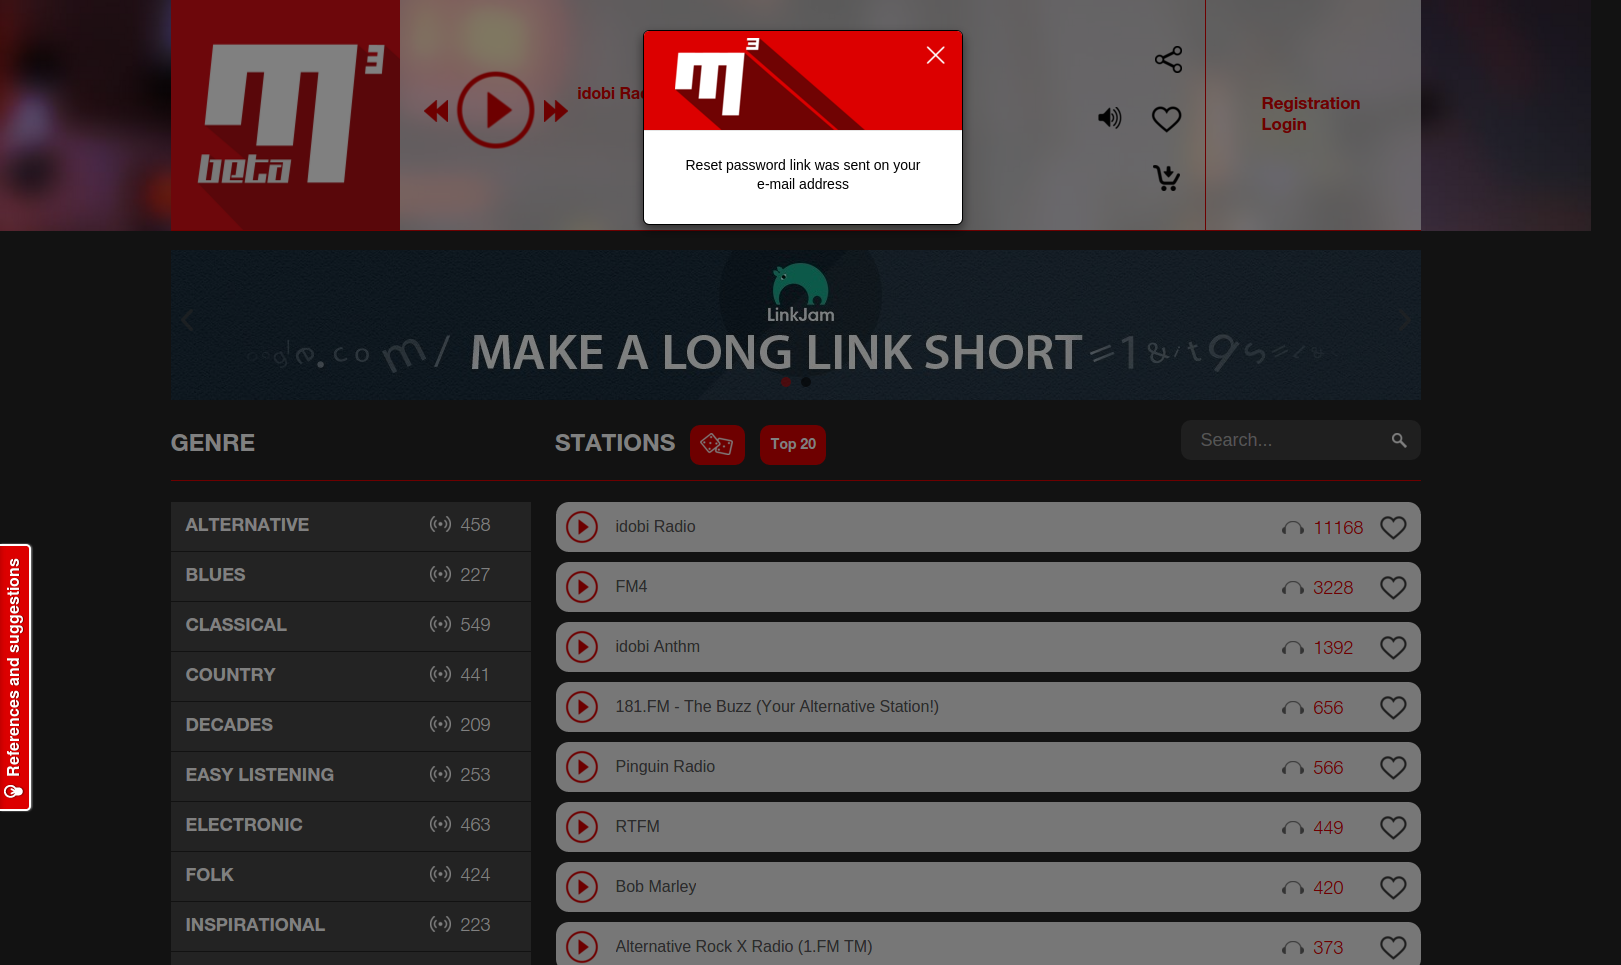 m3
beta
idobi Ra
Registration
Login
m3
Reset password link was sent on your
e-mail address
LinkJam
MAKE A LONG LINK SHORT
GENRE
STATIONS
Top 20
Search...
ALTERNATIVE 458
BLUES 227
CLASSICAL 549
COUNTRY 441
DECADES 209
EASY LISTENING 253
ELECTRONIC 463
FOLK 424
INSPIRATIONAL 223
idobi Radio 11168
FM4 3228
idobi Anthm 1392
181.FM - The Buzz (Your Alternative Station!) 656
Pinguin Radio 566
RTFM 449
Bob Marley 420
Alternative Rock X Radio (1.FM TM) 373
References and suggestions